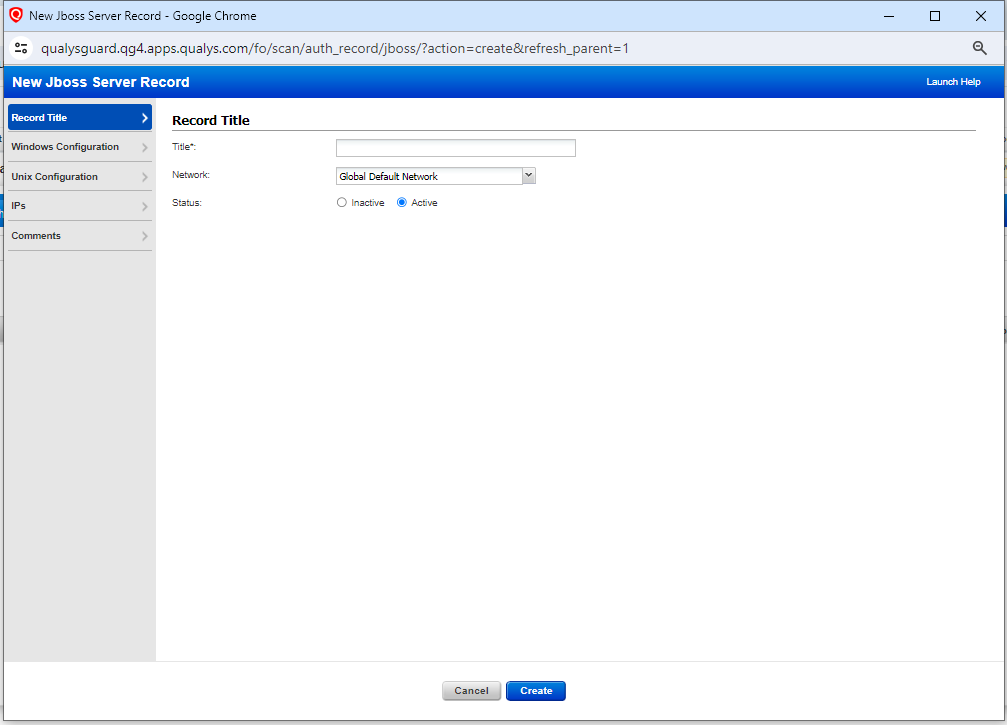 New Jboss Server Record - Google Chrome
qualysguard.qg4.apps.qualys.com/fo/scan/auth_record/jboss/?action=create&refresh_parent=1
New Jboss Server Record
Launch Help
Record Title
Windows Configuration
Unix Configuration
IPs
Comments
Record Title
Title*:
Network:
Global Default Network
Status:
Inactive
Active
Cancel
Create